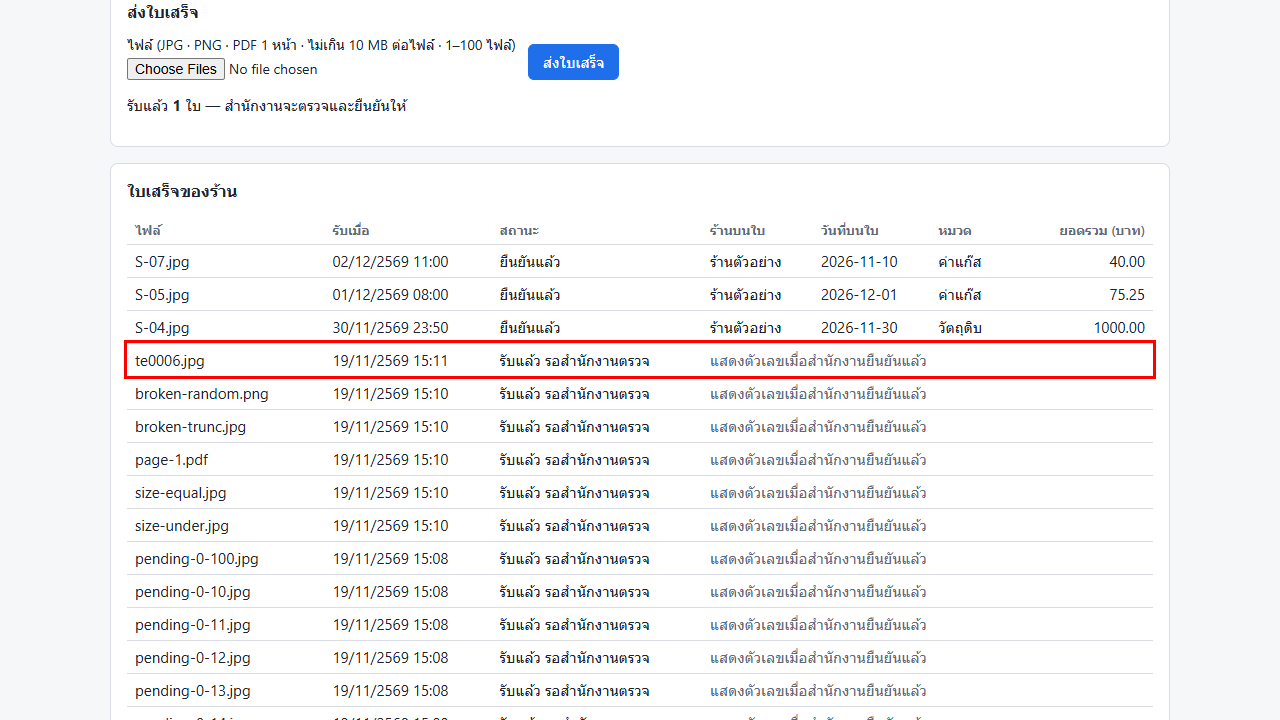 ส่งใบเสร็จ
ไฟล์ (JPG · PNG · PDF 1 หน้า · ไม่เกิน 10 MB ต่อไฟล์ · 1–100 ไฟล์)
Choose Files No file chosen
ส่งใบเสร็จ
รับแล้ว 1 ใบ — สำนักงานจะตรวจและยืนยันให้
ใบเสร็จของร้าน
ไฟล์ รับเมื่อ สถานะ ร้านบนใบ วันที่บนใบ หมวด ยอดรวม (บาท)
S-07.jpg 02/12/2569 11:00 ยืนยันแล้ว ร้านตัวอย่าง 2026-11-10 ค่าแก๊ส 40.00
S-05.jpg 01/12/2569 08:00 ยืนยันแล้ว ร้านตัวอย่าง 2026-12-01 ค่าแก๊ส 75.25
S-04.jpg 30/11/2569 23:50 ยืนยันแล้ว ร้านตัวอย่าง 2026-11-30 วัตถุดิบ 1000.00
te0006.jpg 19/11/2569 15:11 รับแล้ว รอสำนักงานตรวจ แสดงตัวเลขเมื่อสำนักงานยืนยันแล้ว
broken-random.png 19/11/2569 15:10 รับแล้ว รอสำนักงานตรวจ แสดงตัวเลขเมื่อสำนักงานยืนยันแล้ว
broken-trunc.jpg 19/11/2569 15:10 รับแล้ว รอสำนักงานตรวจ แสดงตัวเลขเมื่อสำนักงานยืนยันแล้ว
page-1.pdf 19/11/2569 15:10 รับแล้ว รอสำนักงานตรวจ แสดงตัวเลขเมื่อสำนักงานยืนยันแล้ว
size-equal.jpg 19/11/2569 15:10 รับแล้ว รอสำนักงานตรวจ แสดงตัวเลขเมื่อสำนักงานยืนยันแล้ว
size-under.jpg 19/11/2569 15:10 รับแล้ว รอสำนักงานตรวจ แสดงตัวเลขเมื่อสำนักงานยืนยันแล้ว
pending-0-100.jpg 19/11/2569 15:08 รับแล้ว รอสำนักงานตรวจ แสดงตัวเลขเมื่อสำนักงานยืนยันแล้ว
pending-0-10.jpg 19/11/2569 15:08 รับแล้ว รอสำนักงานตรวจ แสดงตัวเลขเมื่อสำนักงานยืนยันแล้ว
pending-0-11.jpg 19/11/2569 15:08 รับแล้ว รอสำนักงานตรวจ แสดงตัวเลขเมื่อสำนักงานยืนยันแล้ว
pending-0-12.jpg 19/11/2569 15:08 รับแล้ว รอสำนักงานตรวจ แสดงตัวเลขเมื่อสำนักงานยืนยันแล้ว
pending-0-13.jpg 19/11/2569 15:08 รับแล้ว รอสำนักงานตรวจ แสดงตัวเลขเมื่อสำนักงานยืนยันแล้ว